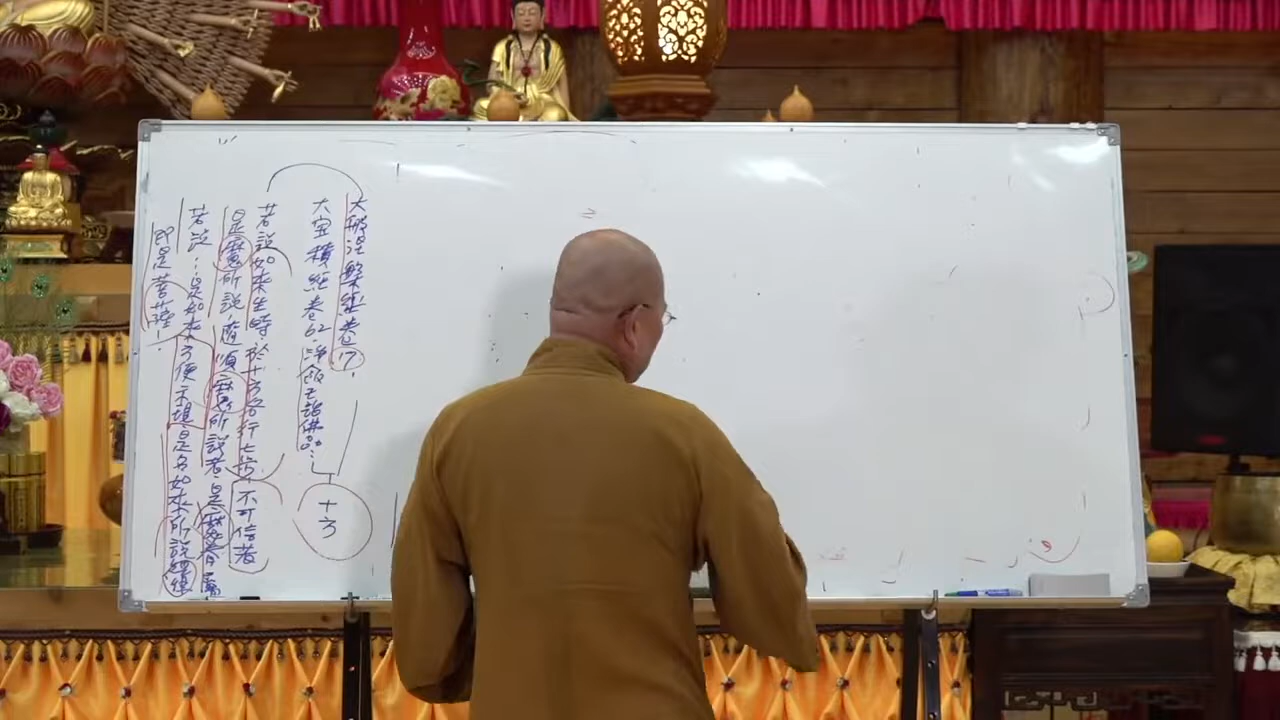 大般涅槃經卷17.
大宝積經卷62.淨飯王詣佛品…
十方
若說如來生時,於十方各行七步,不可信者
是魔所說,隨順魔所說者,是魔眷屬
若說…是如來方便示現,是名如來所說經律
即是菩薩!